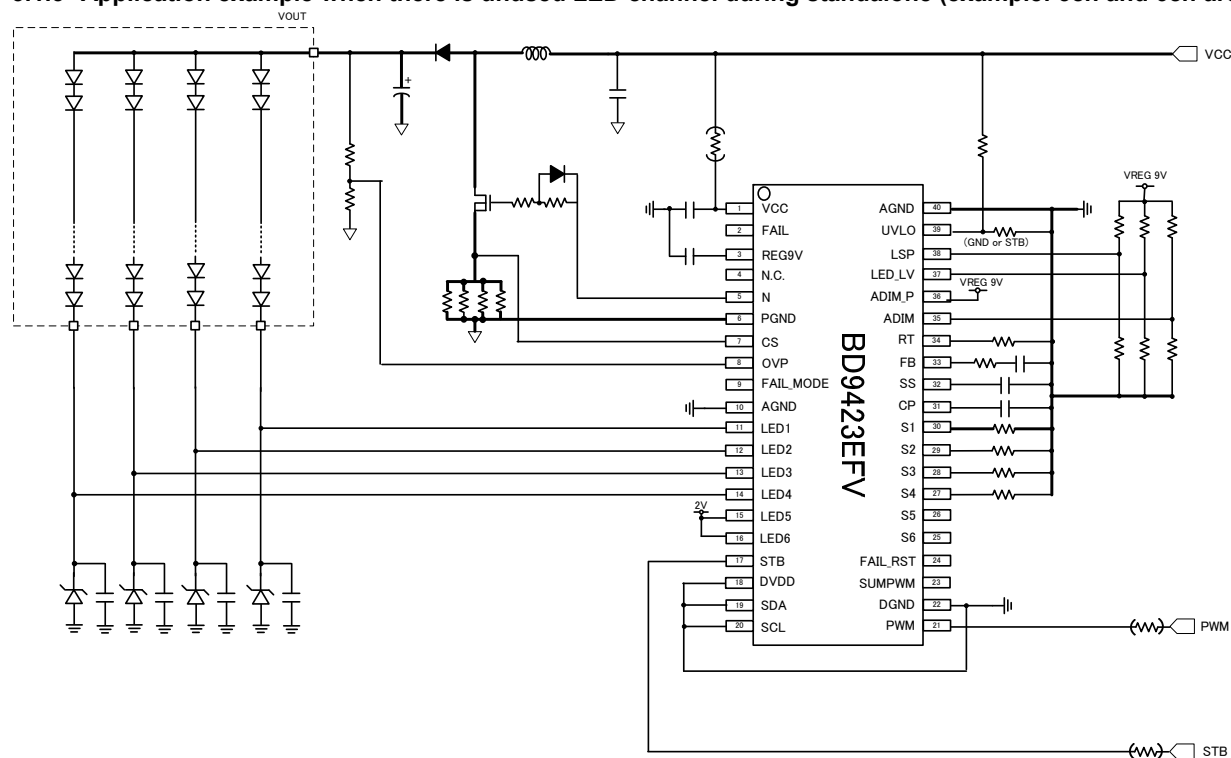 VOUT
VCC
+
VREG 9V
1 VCC
2 FAIL
3 REG9V
4 N.C.
5 N
6 PGND
7 CS
8 OVP
9 FAIL_MODE
10 AGND
11 LED1
12 LED2
13 LED3
14 LED4
2V
15 LED5
16 LED6
17 STB
18 DVDD
19 SDA
20 SCL
BD9423EFV
AGND 40
UVLO 39
(GND or STB)
LSP 38
LED_LV 37
VREG 9V
ADIM_P 36
ADIM 35
RT 34
FB 33
SS 32
CP 31
S1 30
S2 29
S3 28
S4 27
S5 26
S6 25
FAIL_RST 24
SUMPWM 23
DGND 22
PWM 21
PWM
STB